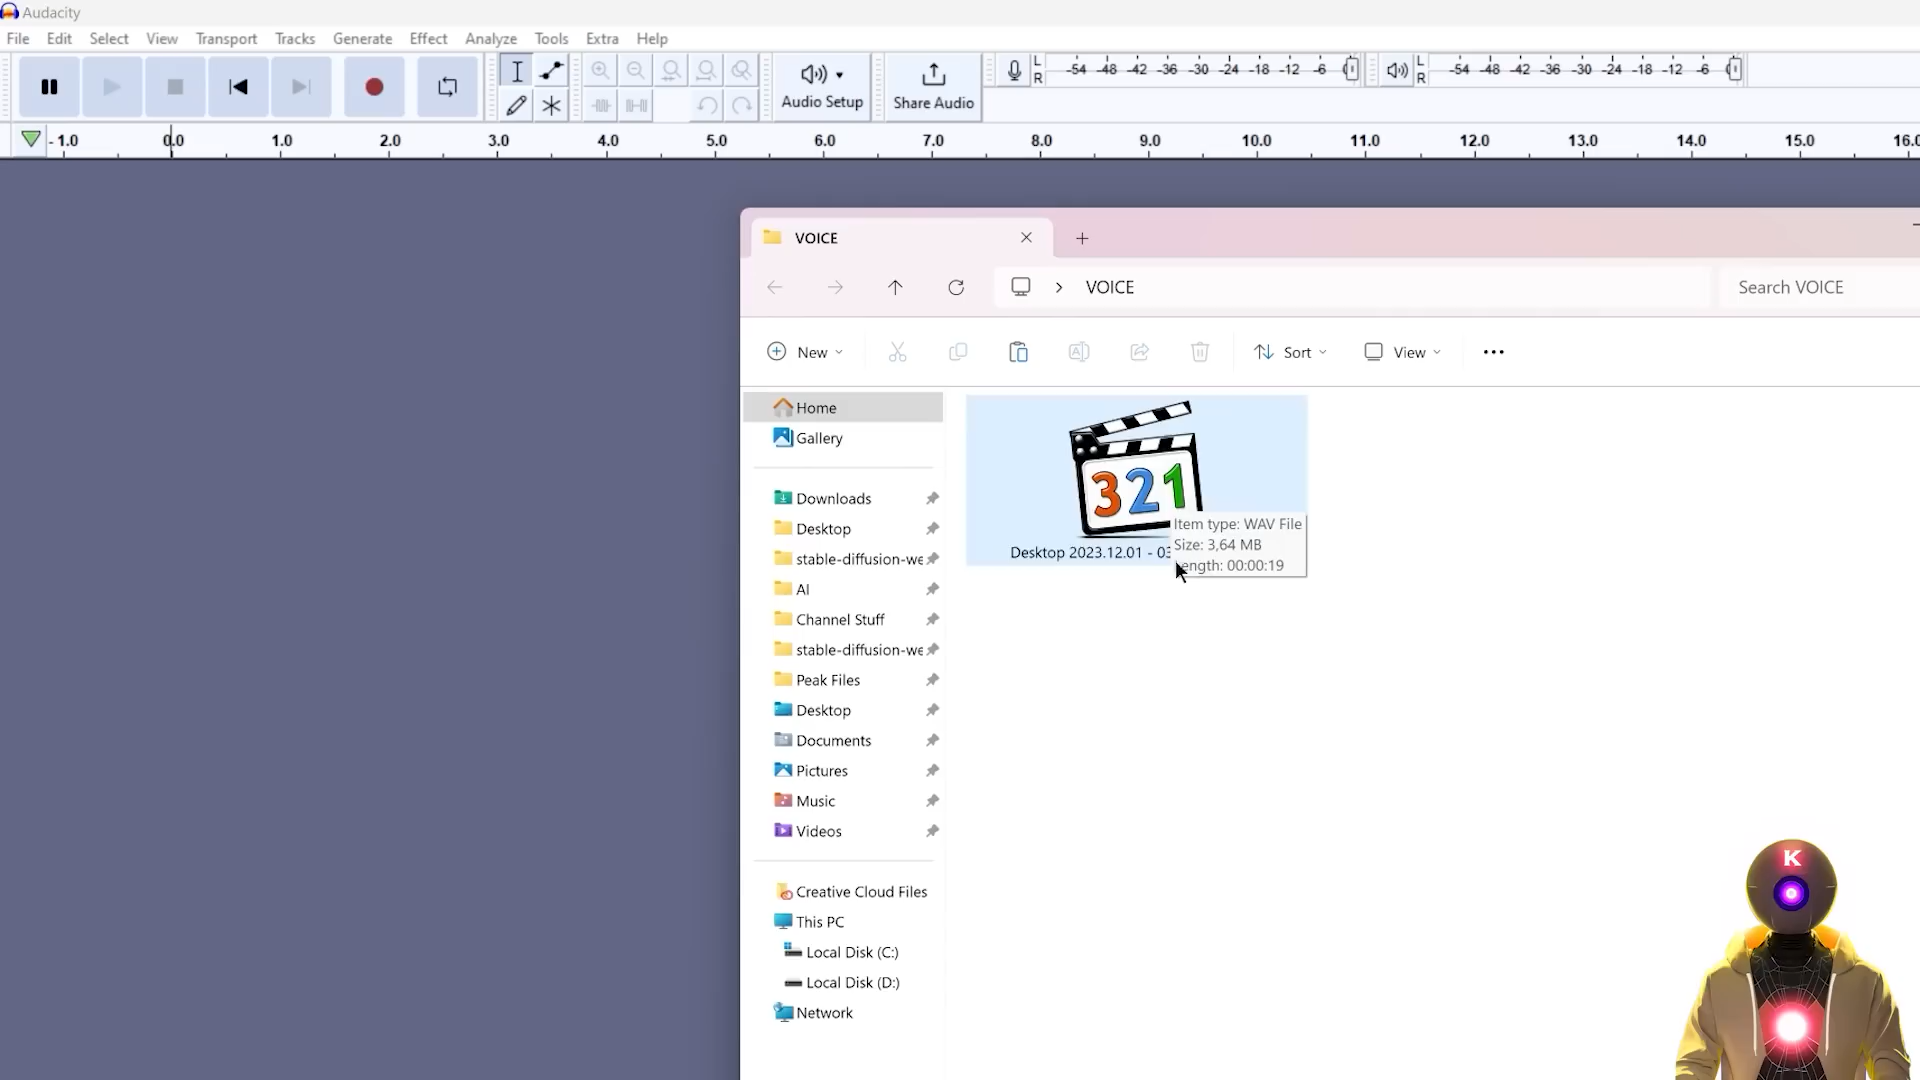 Audacity
File Edit Select View Transport Tracks Generate Effect Analyze Tools Extra Help
L R -54 -48 -42 -36 -30 -24 -18 -12 -6 0
L R -54 -48 -42 -36 -30 -24 -18 -12 -6 0
Audio Setup
Share Audio
-1.0 0.0 1.0 2.0 3.0 4.0 5.0 6.0 7.0 8.0 9.0 10.0 11.0 12.0 13.0 14.0 15.0 16.0
VOICE
VOICE
Search VOICE
New
Sort
View
Home
Gallery
Downloads
Desktop
stable-diffusion-we
AI
Channel Stuff
stable-diffusion-we
Peak Files
Desktop
Documents
Pictures
Music
Videos
Creative Cloud Files
This PC
Local Disk (C:)
Local Disk (D:)
Network
321
Desktop 2023.12.01 - 03
Item type: WAV File
Size: 3,64 MB
Length: 00:00:19
K